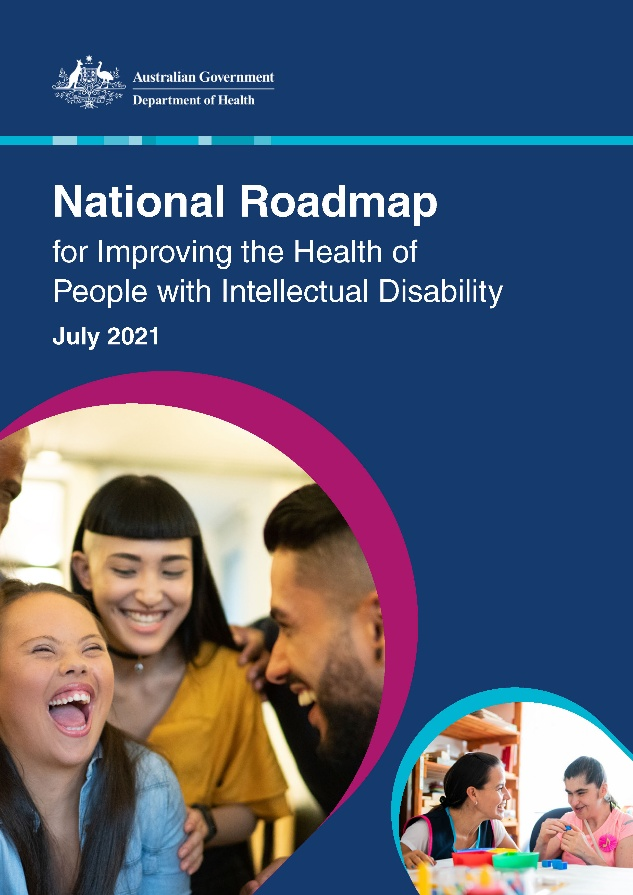 Australian Government
Department of Health
National Roadmap
for Improving the Health of
People with Intellectual Disability
July 2021